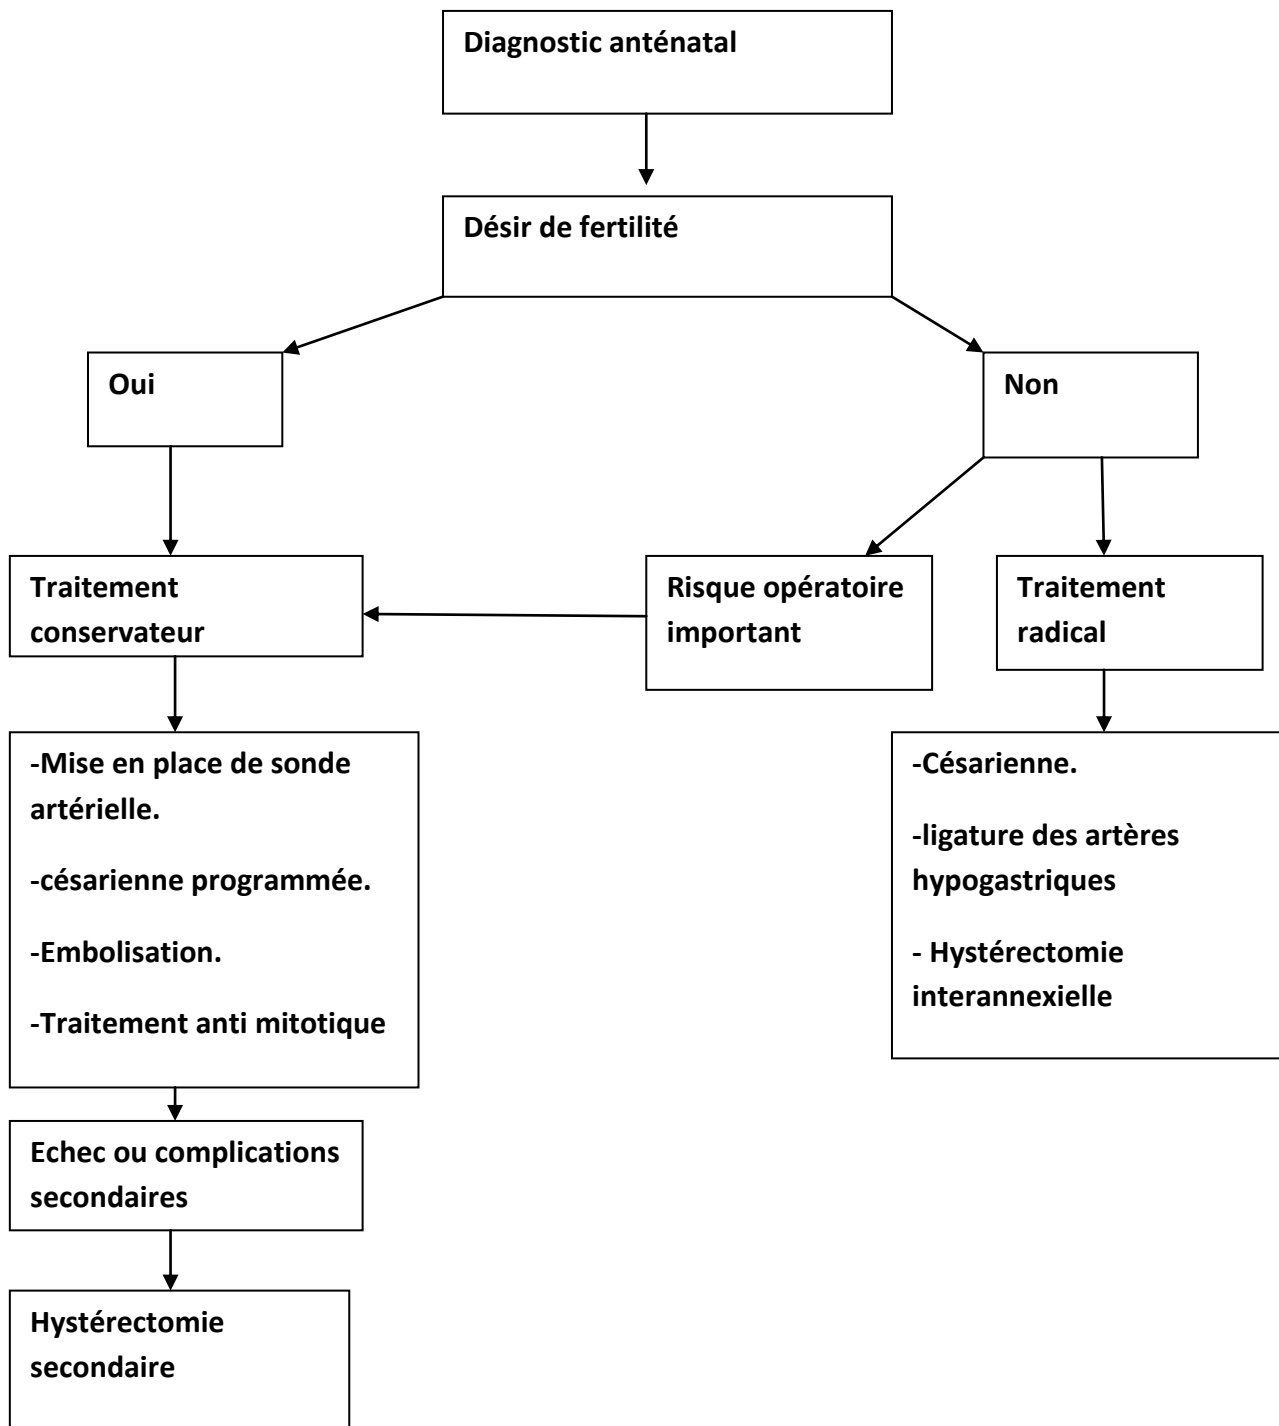 Diagnostic anténatal
Désir de fertilité
Oui
Non
Traitement
conservateur
Risque opératoire
important
Traitement
radical
-Mise en place de sonde
artérielle.
-césarienne programmée.
-Embolisation.
-Traitement anti mitotique
-Césarienne.
-ligature des artères
hypogastriques
- Hystérectomie
interannexielle
Echec ou complications
secondaires
Hystérectomie
secondaire